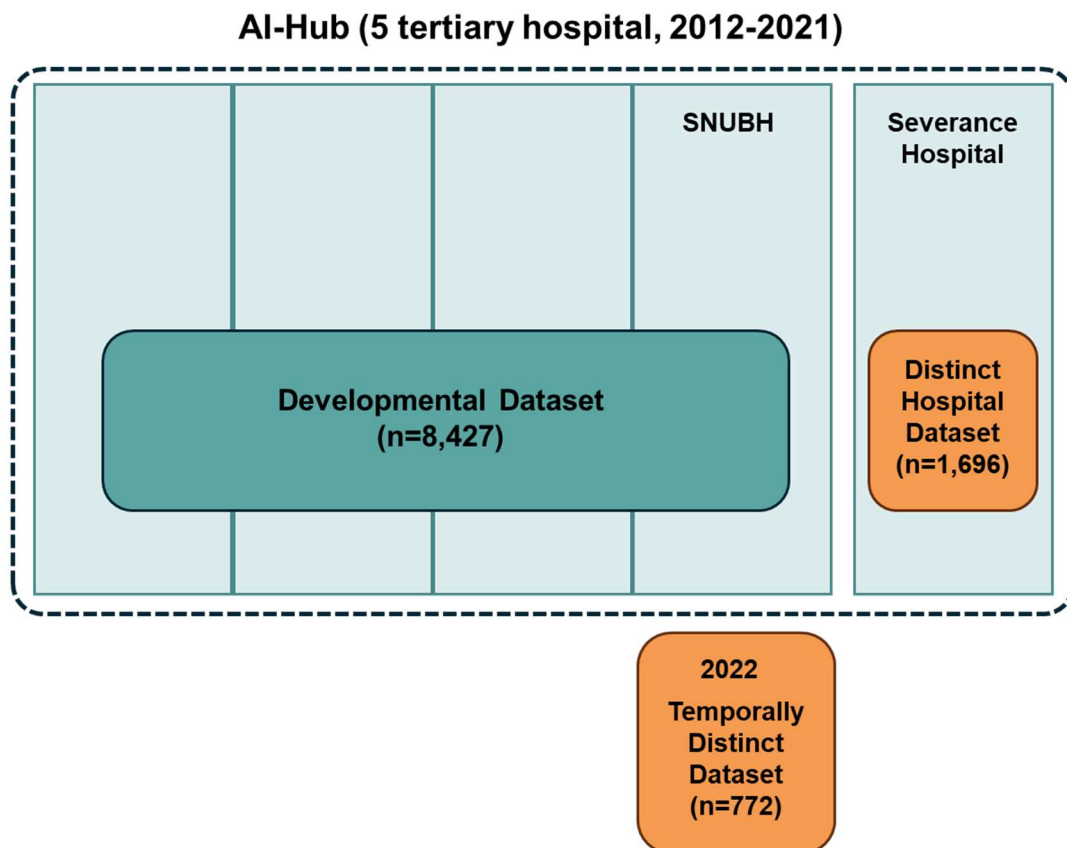 AI-Hub (5 tertiary hospital, 2012-2021)
SNUBH
Severance
Hospital
Developmental Dataset
(n=8,427)
Distinct
Hospital
Dataset
(n=1,696)
2022
Temporally
Distinct
Dataset
(n=772)